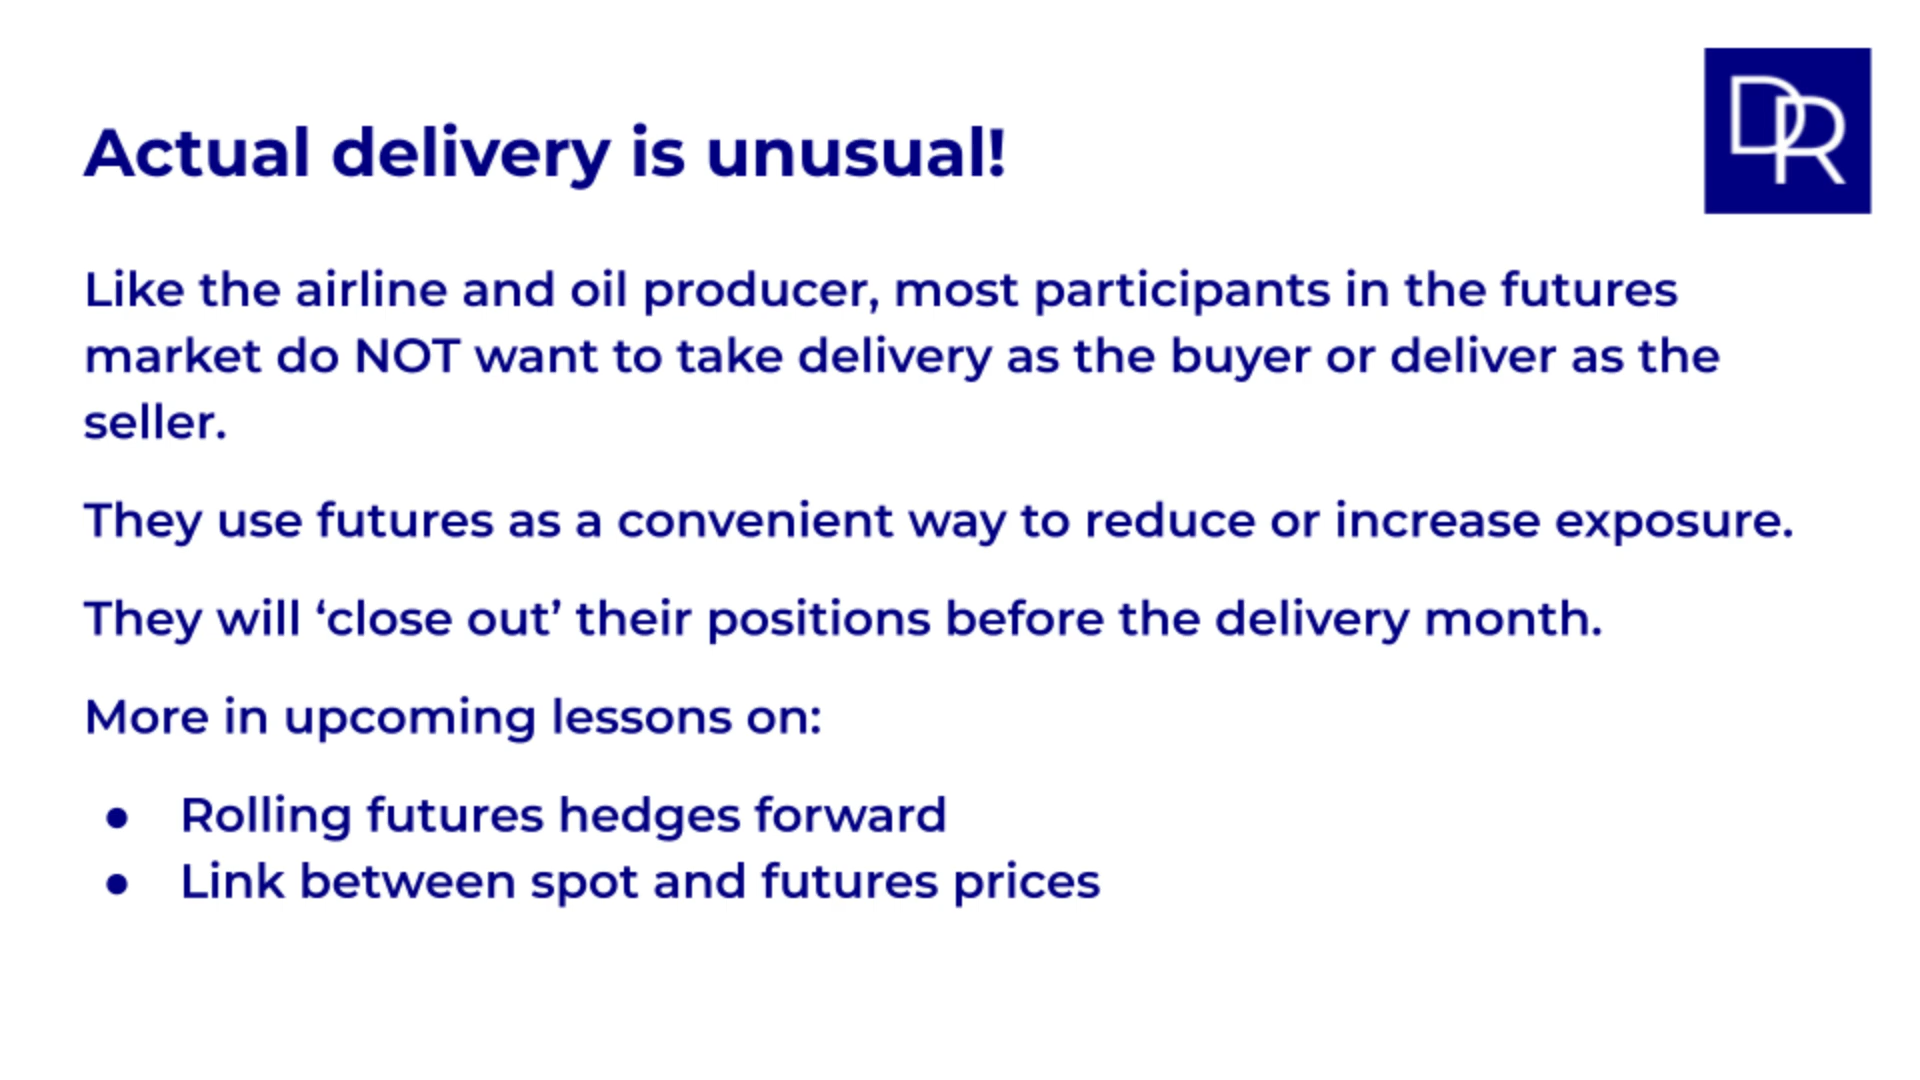 DR
Actual delivery is unusual!
Like the airline and oil producer, most participants in the futures
market do NOT want to take delivery as the buyer or deliver as the
seller.
They use futures as a convenient way to reduce or increase exposure.
They will ‘close out’ their positions before the delivery month.
More in upcoming lessons on:
● Rolling futures hedges forward
● Link between spot and futures prices